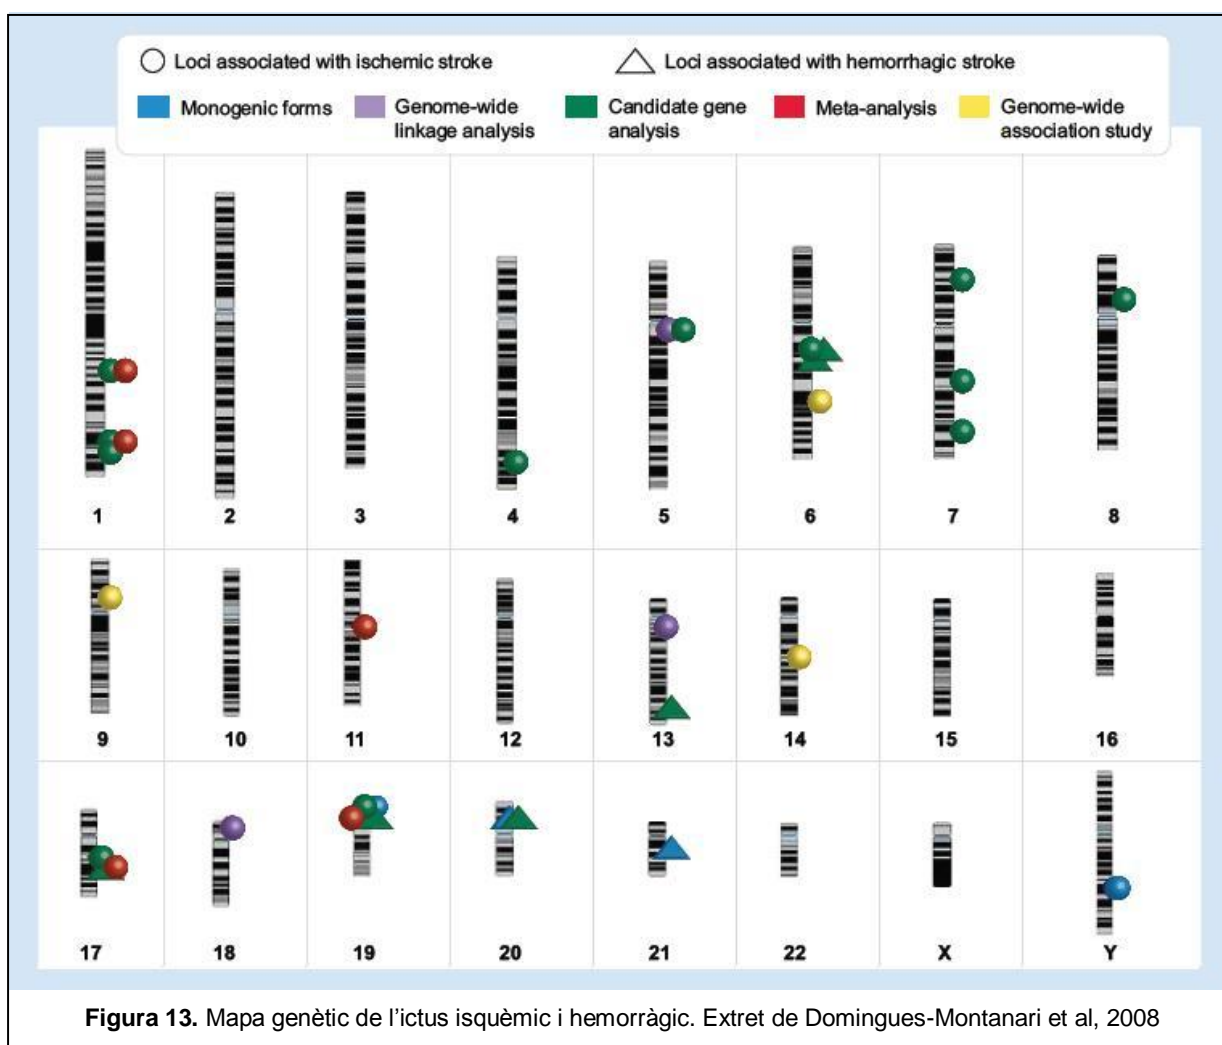 Loci associated with ischemic stroke
Loci associated with hemorrhagic stroke
Monogenic forms
Genome-wide
linkage analysis
Candidate gene
analysis
Meta-analysis
Genome-wide
association study
1 2 3 4 5 6 7 8
9 10 11 12 13 14 15 16
17 18 19 20 21 22 X Y
Figura 13. Mapa genètic de l'ictus isquèmic i hemorràgic. Extret de Domingues-Montanari et al, 2008